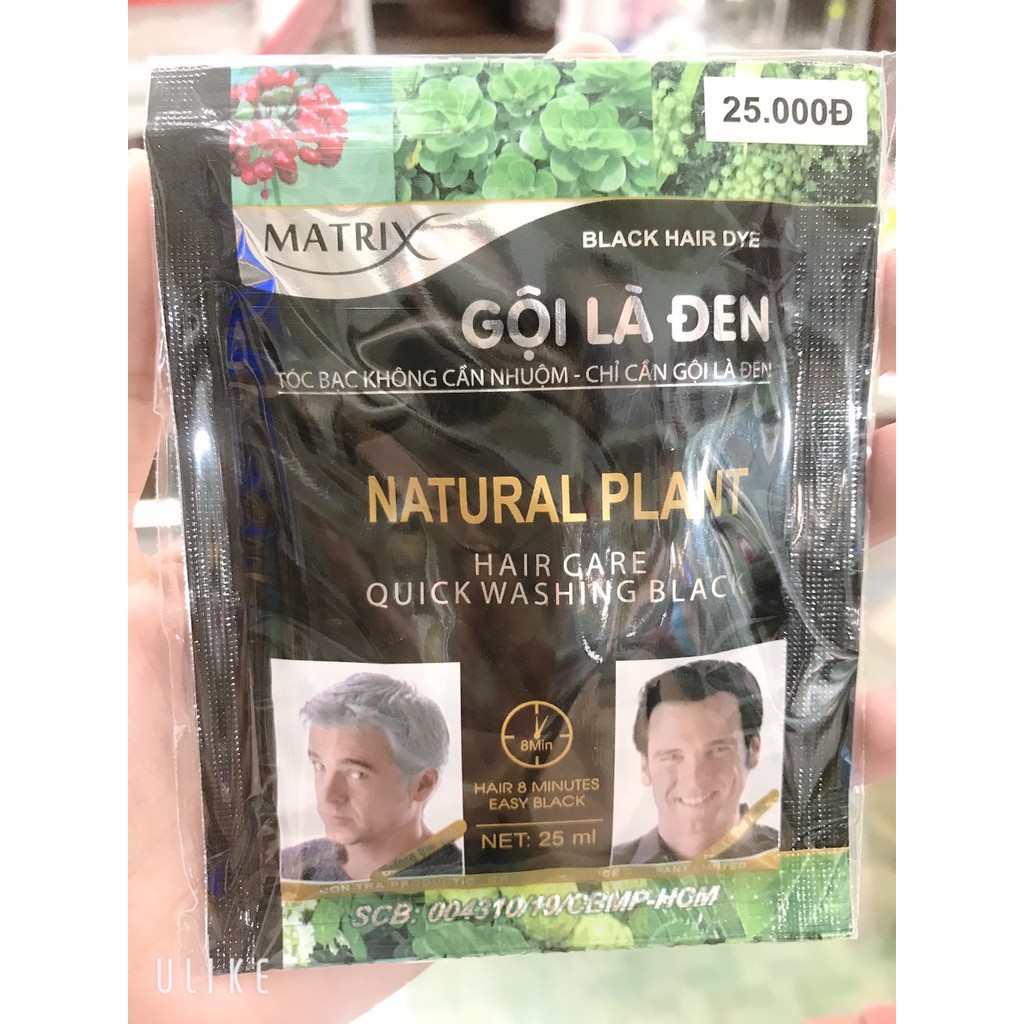 25.000Đ
MATRIX
BLACK HAIR DYE
GỘI LÀ ĐEN
TÓC BẠC KHÔNG CẦN NHUỘM - CHỈ CẦN GỘI LÀ ĐEN
NATURAL PLANT
HAIR CARE
QUICK WASHING BLACK
8Min
HAIR 8 MINUTES
EASY BLACK
NET: 25 ml
SCB: 004310/19/CBMP-HCM
ULIKE